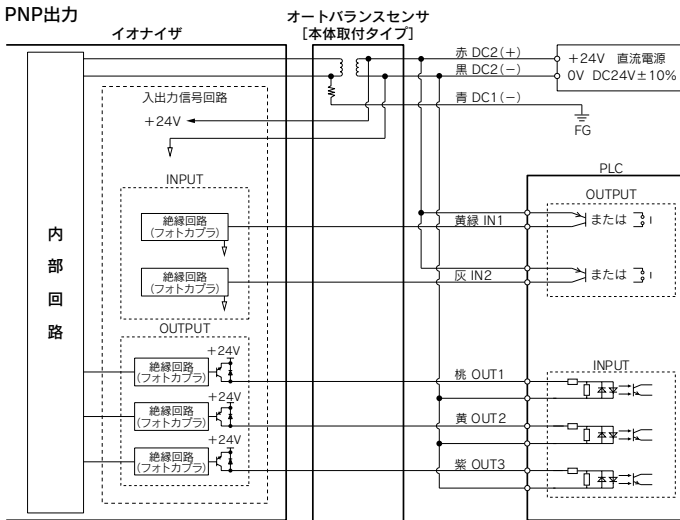 PNP出力
イオナイザ
オートバランスセンサ
［本体取付タイプ］
赤 DC2(＋)
黒 DC2(−)
青 DC1(−)
＋24V 直流電源
0V DC24V±10%
FG
入出力信号回路
＋24V
INPUT
絶縁回路
(フォトカプラ)
絶縁回路
(フォトカプラ)
黄緑 IN1
灰 IN2
PLC
OUTPUT
または
または
内部回路
OUTPUT
＋24V
絶縁回路
(フォトカプラ)
＋24V
絶縁回路
(フォトカプラ)
＋24V
絶縁回路
(フォトカプラ)
桃 OUT1
黄 OUT2
紫 OUT3
INPUT